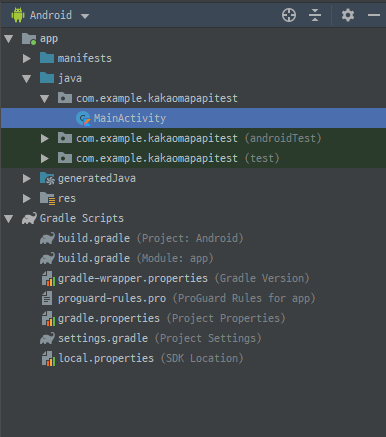 Android
app
manifests
java
com.example.kakaomapapitest
MainActivity
com.example.kakaomapapitest (androidTest)
com.example.kakaomapapitest (test)
generatedJava
res
Gradle Scripts
build.gradle (Project: Android)
build.gradle (Module: app)
gradle-wrapper.properties (Gradle Version)
proguard-rules.pro (ProGuard Rules for app)
gradle.properties (Project Properties)
settings.gradle (Project Settings)
local.properties (SDK Location)